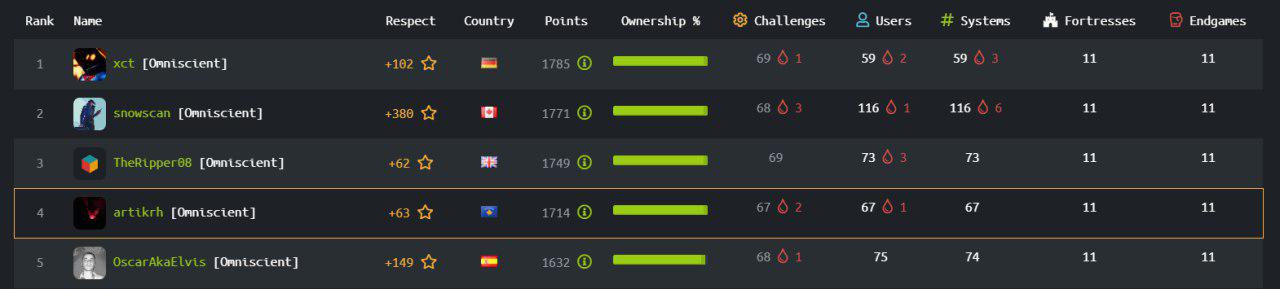 Rank Name Respect Country Points Ownership % Challenges Users Systems Fortresses Endgames
1 xct [Omniscient] +102 1785 69 1 59 2 59 3 11 11
2 snowscan [Omniscient] +380 1771 68 3 116 1 116 6 11 11
3 TheRipper08 [Omniscient] +62 1749 69 73 3 73 11 11
4 artikrh [Omniscient] +63 1714 67 2 67 1 67 11 11
5 OscarAkaElvis [Omniscient] +149 1632 68 1 75 74 11 11